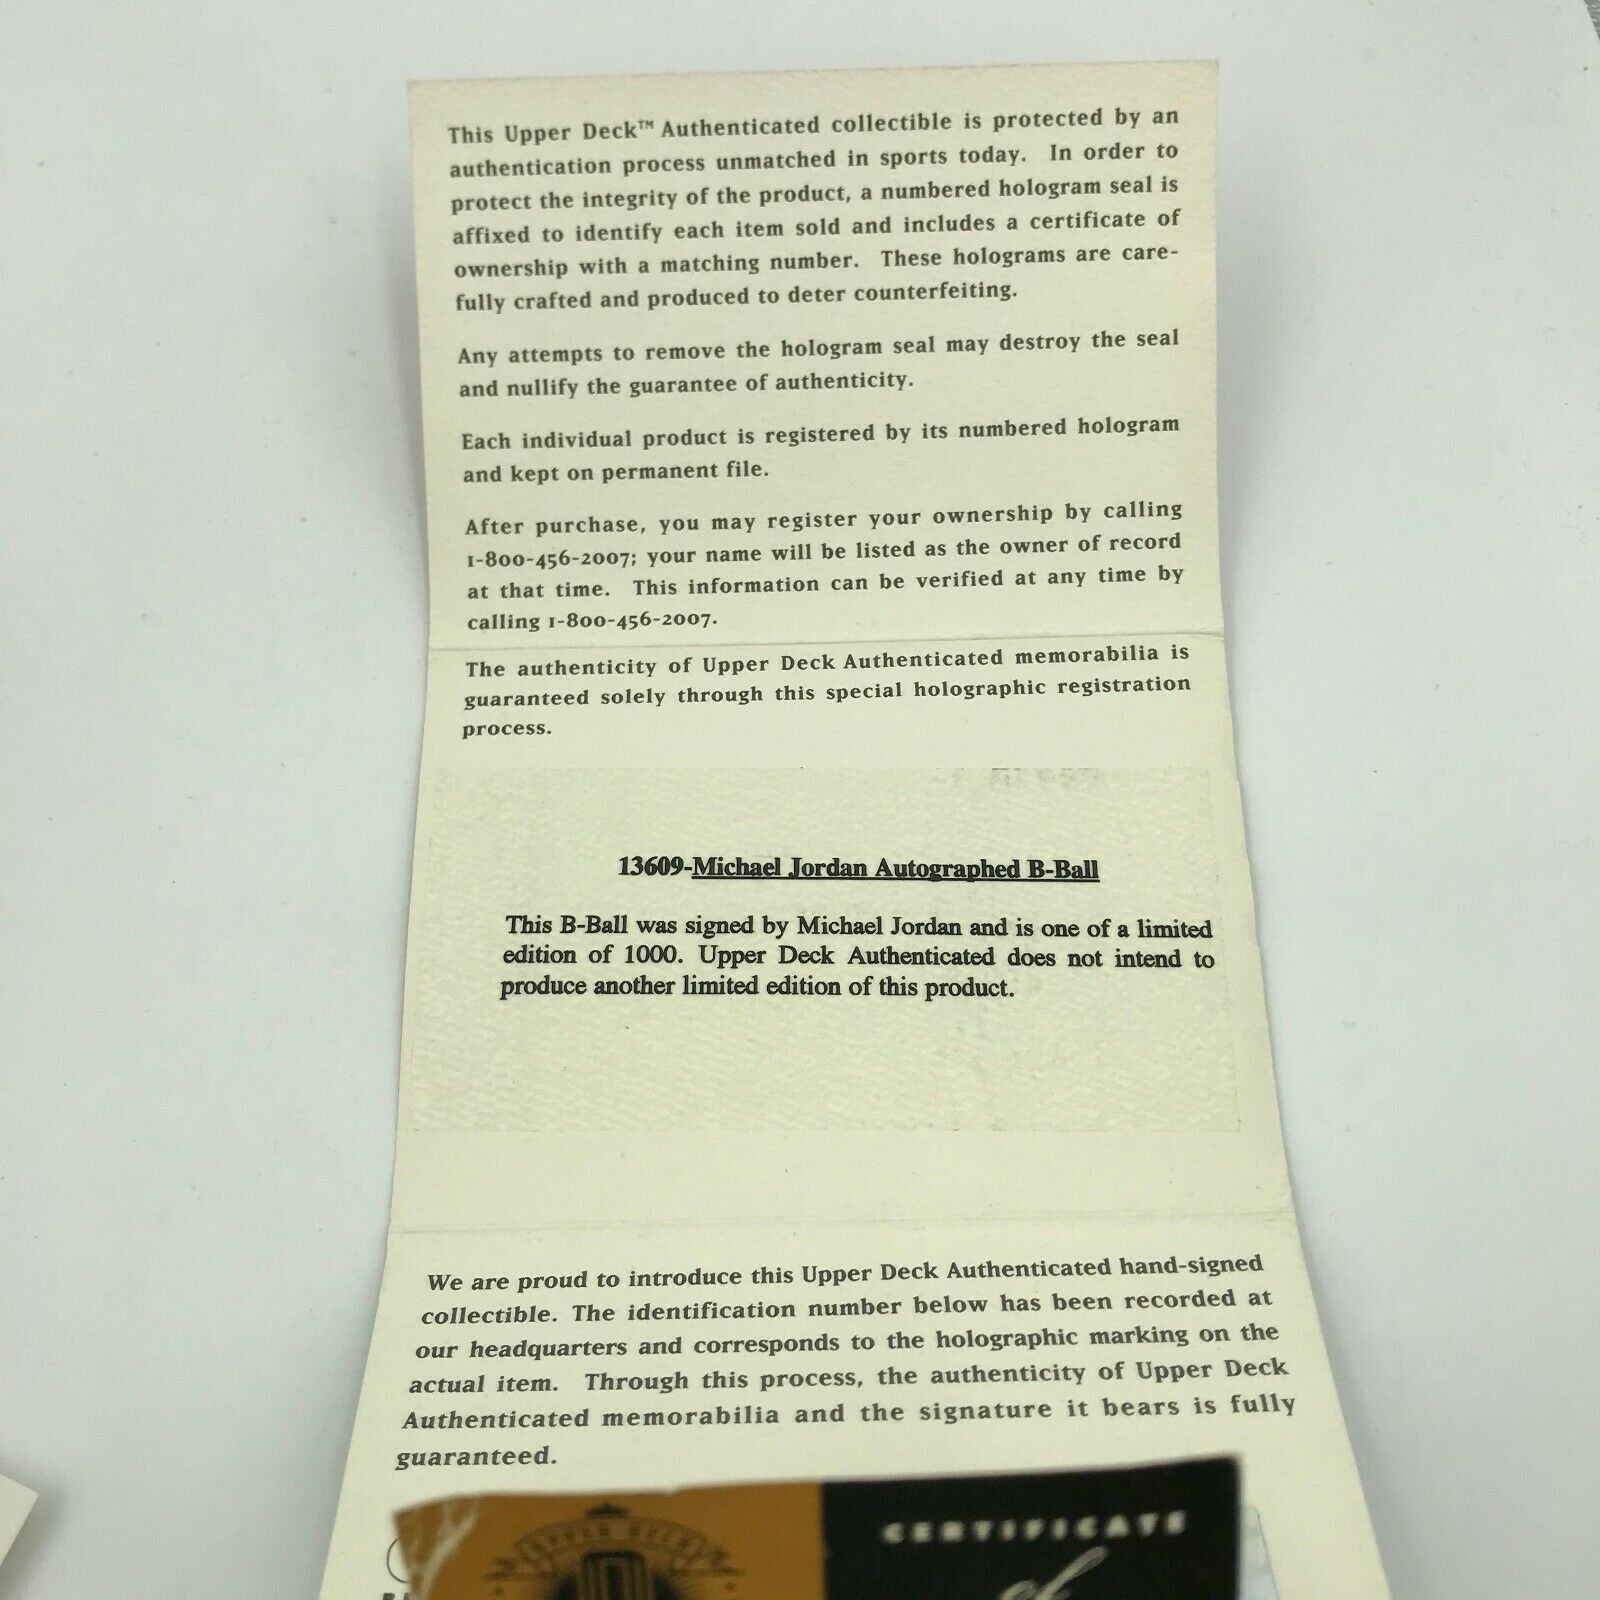 This Upper Deck™ Authenticated collectible is protected by an
authentication process unmatched in sports today. In order to
protect the integrity of the product, a numbered hologram seal is
affixed to identify each item sold and includes a certificate of
ownership with a matching number. These holograms are care-
fully crafted and produced to deter counterfeiting.
Any attempts to remove the hologram seal may destroy the seal
and nullify the guarantee of authenticity.
Each individual product is registered by its numbered hologram
and kept on permanent file.
After purchase, you may register your ownership by calling
1-800-456-2007; your name will be listed as the owner of record
at that time. This information can be verified at any time by
calling 1-800-456-2007.
The authenticity of Upper Deck Authenticated memorabilia is
guaranteed solely through this special holographic registration
process.
13609-Michael Jordan Autographed B-Ball
This B-Ball was signed by Michael Jordan and is one of a limited
edition of 1000. Upper Deck Authenticated does not intend to
produce another limited edition of this product.
We are proud to introduce this Upper Deck Authenticated hand-signed
collectible. The identification number below has been recorded at
our headquarters and corresponds to the holographic marking on the
actual item. Through this process, the authenticity of Upper Deck
Authenticated memorabilia and the signature it bears is fully
guaranteed.
UPPER DECK
CERTIFICATE
of